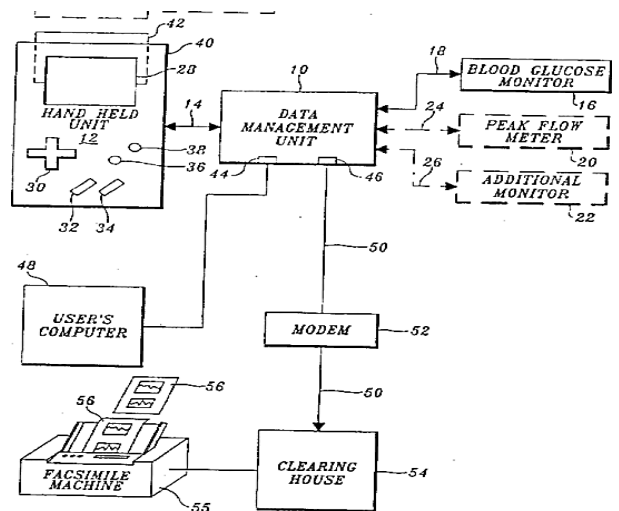 42
40
28
HAND HELD
UNIT
12
38
36
30
32
34
14
10
DATA
MANAGEMENT
UNIT
44
46
18
BLOOD GLUCOSE
MONITOR
16
24
PEAK FLOW
METER
20
26
ADDITIONAL
MONITOR
22
50
48
USER'S
COMPUTER
MODEM
52
50
56
56
FACSIMILE
MACHINE
55
CLEARING
HOUSE
54